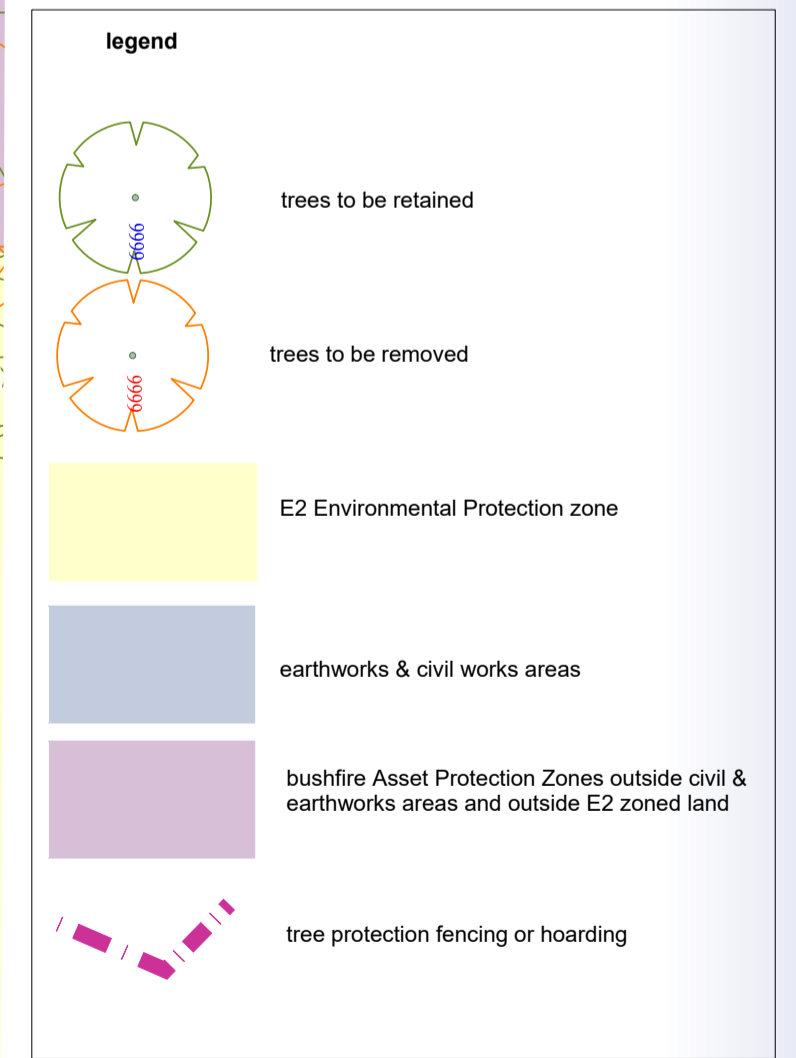 legend
trees to be retained
9999
trees to be removed
9999
E2 Environmental Protection zone
earthworks & civil works areas
bushfire Asset Protection Zones outside civil &
earthworks areas and outside E2 zoned land
tree protection fencing or hoarding